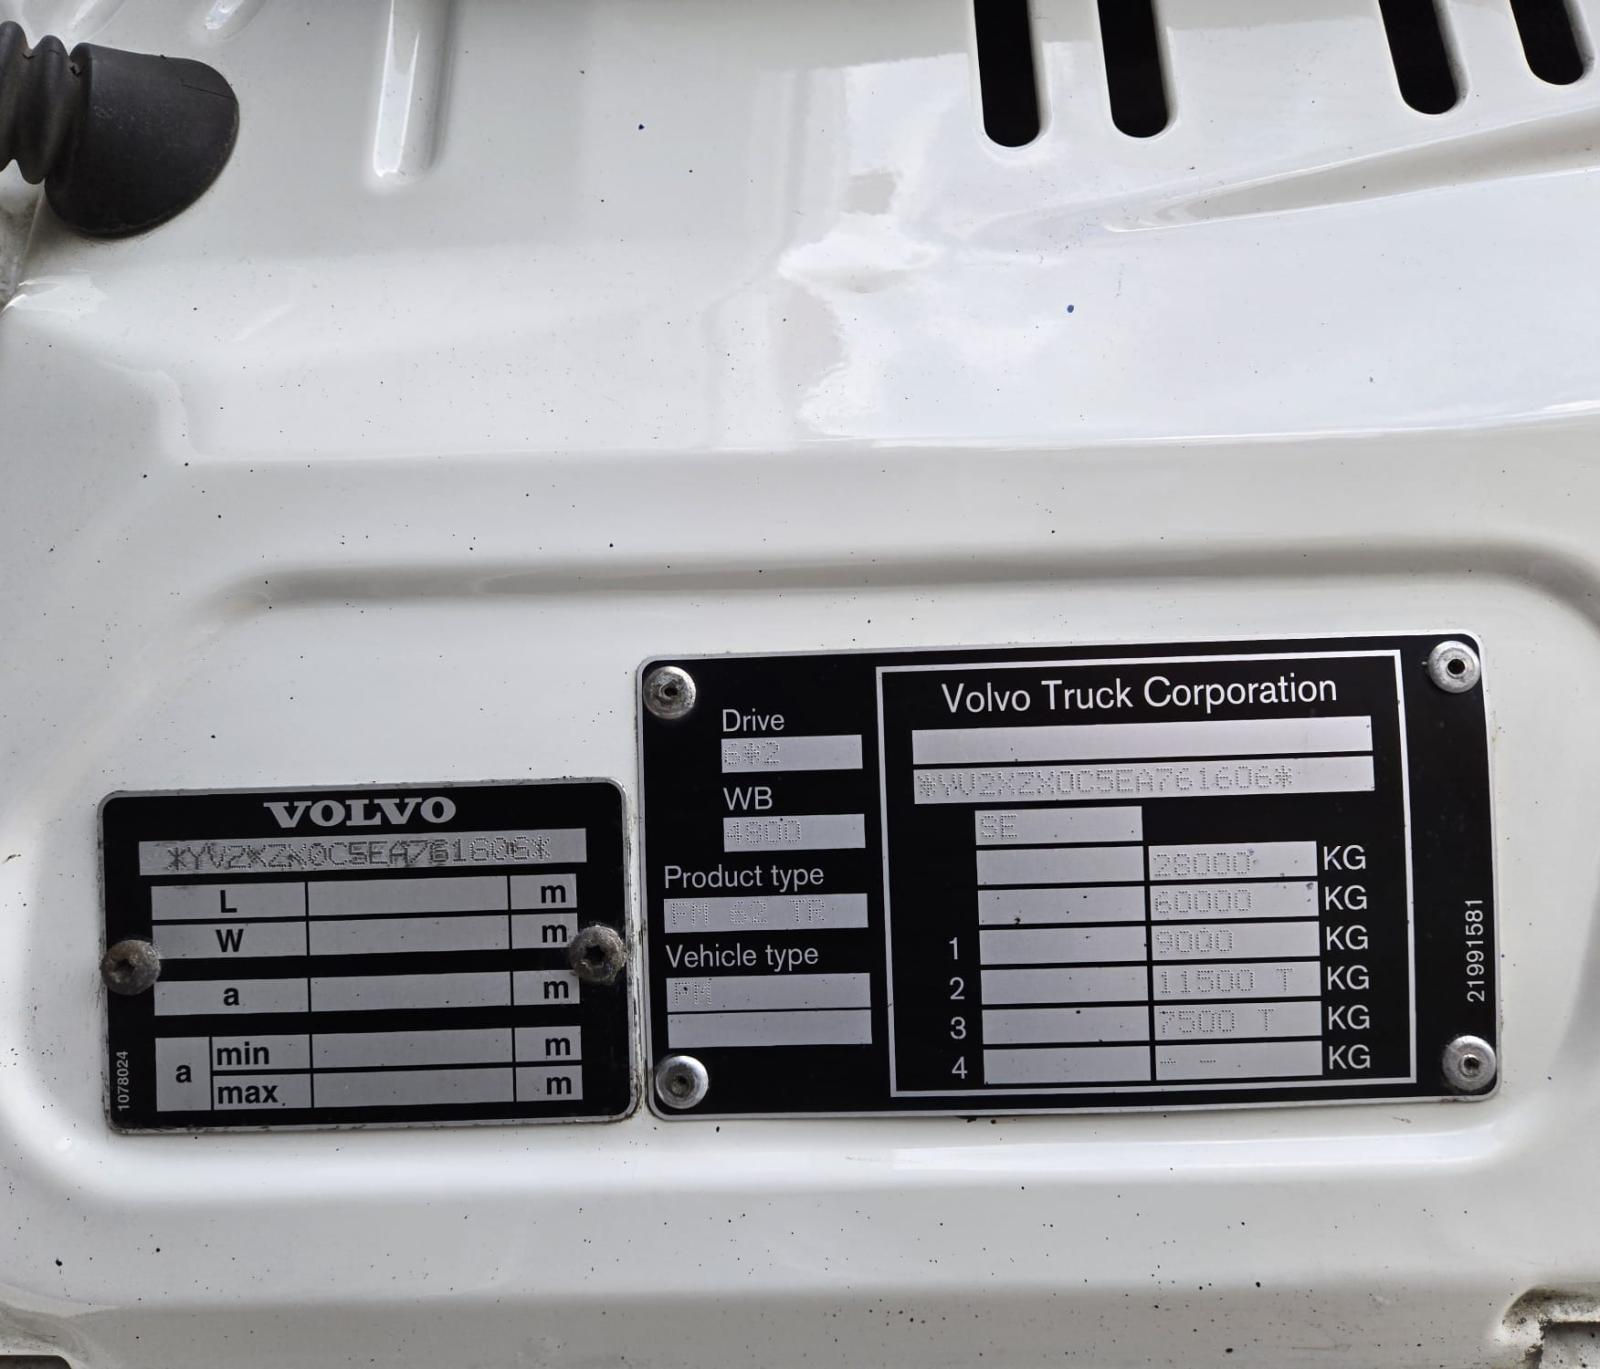 VOLVO
*YV2XZX0C5EA761606*
L m
W m
a m
a min m
max m
1078024
Drive
6*2
WB
4800
Product type
FM 62 TR
Vehicle type
FM
Volvo Truck Corporation
*YV2XZX0C5EA761606*
SE
28000 KG
60000 KG
1 9000 KG
2 11500 T KG
3 7500 T KG
4 - - KG
21991581